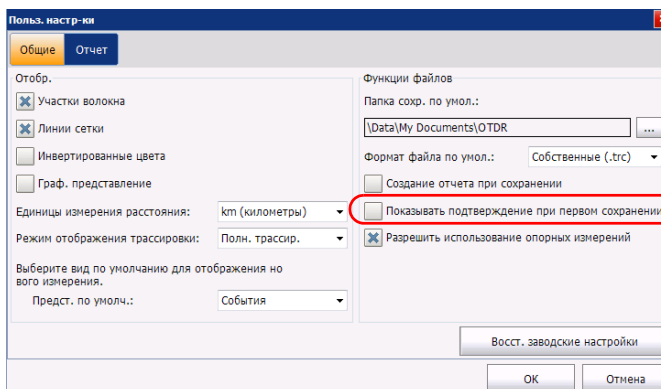 Польз. настр-ки
Общие
Отчет
Отобр.
Участки волокна
Линии сетки
Инвертированные цвета
Граф. представление
Единицы измерения расстояния: km (километры)
Режим отображения трассировки: Полн. трассир.
Выберите вид по умолчанию для отображения но
вого измерения.
Предст. по умолч.: События
Функции файлов
Папка сохр. по умол.:
\Data\My Documents\OTDR ...
Формат файла по умол.: Собственные (.trc)
Создание отчета при сохранении
Показывать подтверждение при первом сохранении
Разрешить использование опорных измерений
Восст. заводские настройки
OK
Отмена